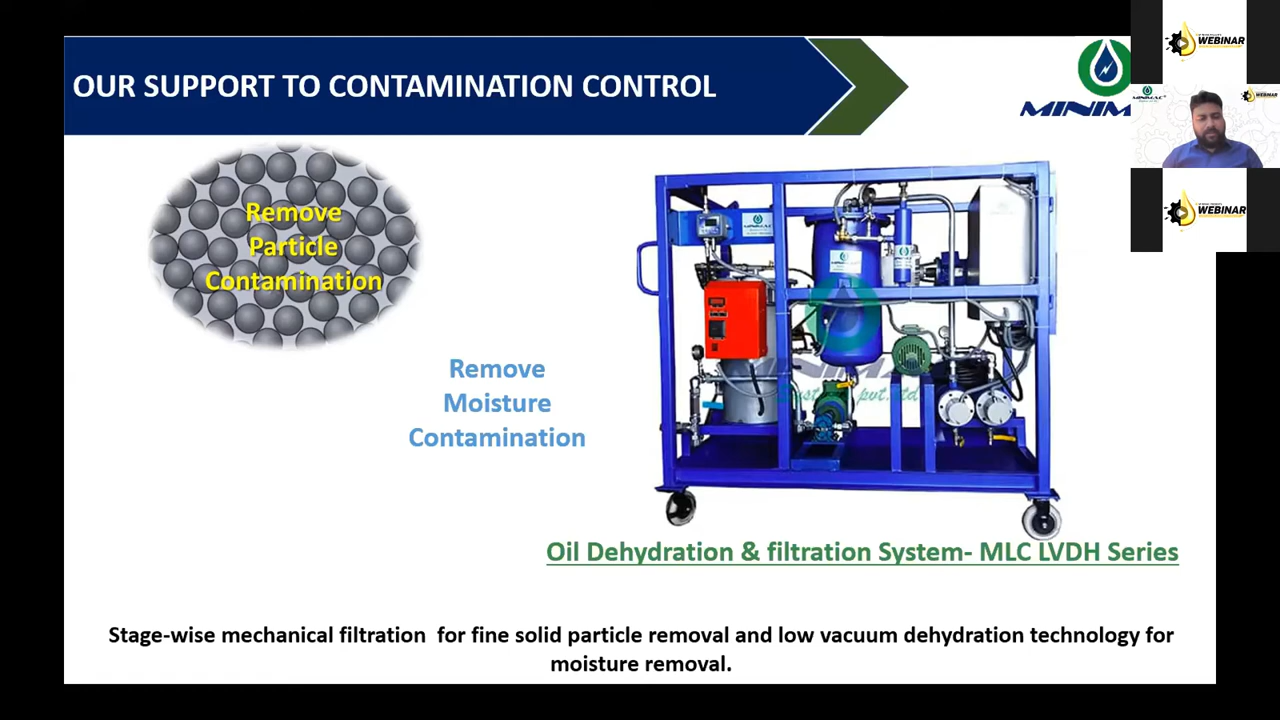 OUR SUPPORT TO CONTAMINATION CONTROL
MINIM
WEBINAR
WEBINAR
WEBINAR
Remove
Particle
Contamination
Remove
Moisture
Contamination
Oil Dehydration & filtration System- MLC LVDH Series
Stage-wise mechanical filtration for fine solid particle removal and low vacuum dehydration technology for
moisture removal.